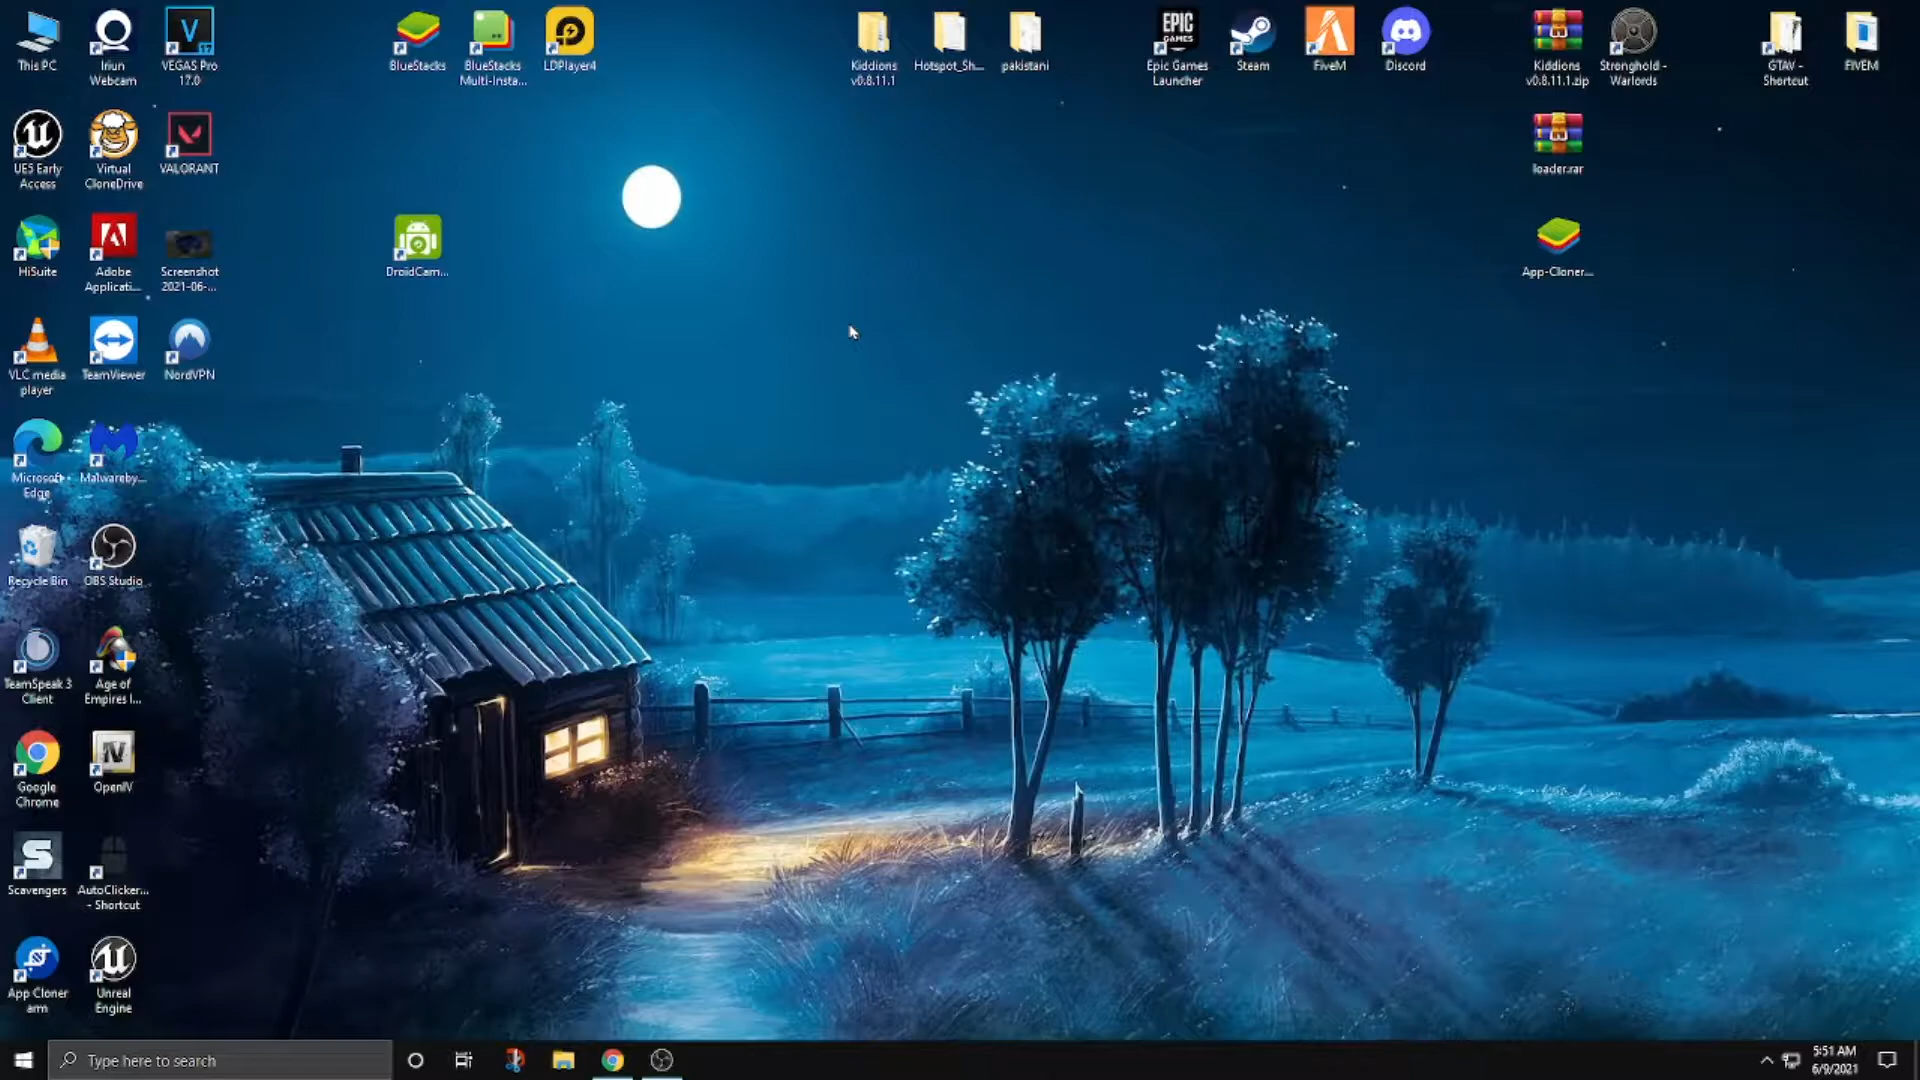 This PC
Iriun
Webcam
VEGAS Pro
17.0
BlueStacks
BlueStacks
Multi-Insta...
LDPlayer4
Kiddions
v0.8.11.1
Hotspot_Sh...
pakistani
EPIC
GAMES
Epic Games
Launcher
Steam
FiveM
Discord
Kiddions
v0.8.11.1.zip
Stronghold -
Warlords
GTAV -
Shortcut
FIVEM
UE5 Early
Access
Virtual
CloneDrive
VALORANT
loader.rar
HiSuite
Adobe
Applicati...
Screenshot
2021-06-...
DroidCam...
App-Cloner...
VLC media
player
TeamViewer
NordVPN
Microsoft
Edge
Malwareby...
Recycle Bin
OBS Studio
TeamSpeak 3
Client
Age of
Empires I...
Google
Chrome
OpenIV
Scavengers
AutoClicker...
- Shortcut
App Cloner
arm
Unreal
Engine
Type here to search
5:51 AM
6/9/2021